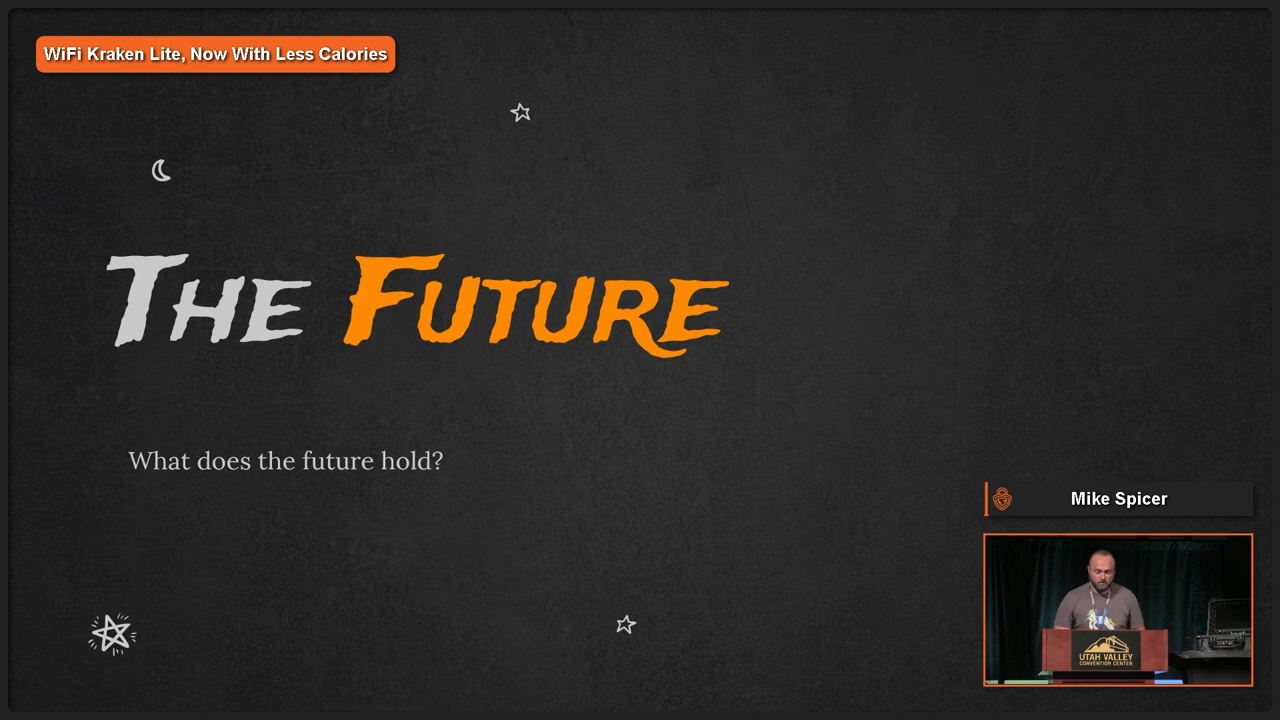 WiFi Kraken Lite, Now With Less Calories
The Future
What does the future hold?
Mike Spicer
UTAH VALLEY
CONVENTION CENTER